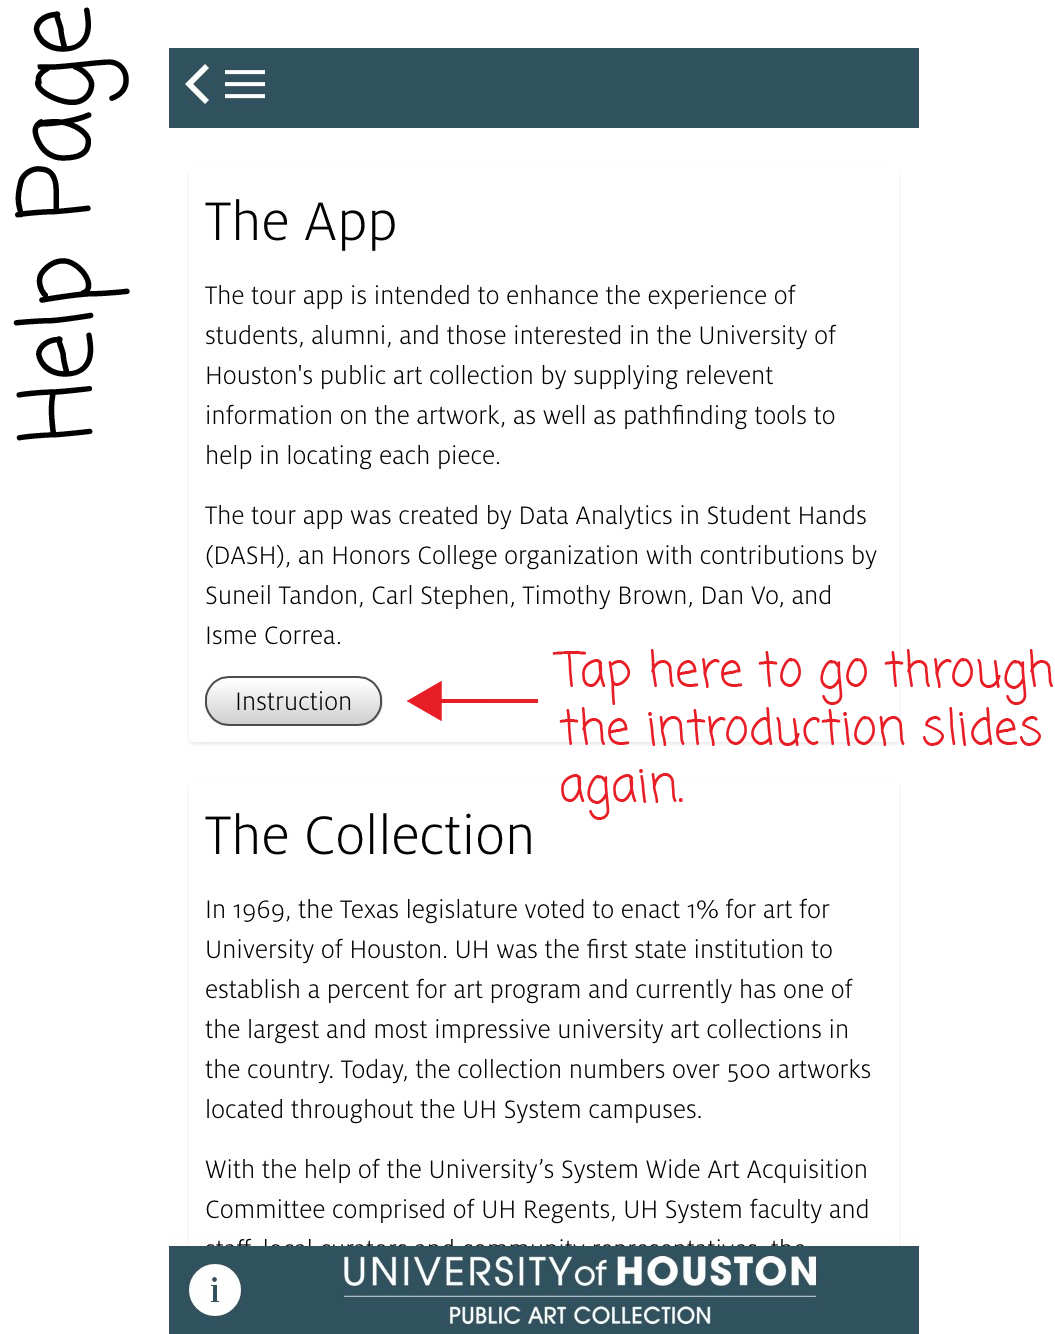 Help Page
The App
The tour app is intended to enhance the experience of
students, alumni, and those interested in the University of
Houston's public art collection by supplying relevent
information on the artwork, as well as pathfinding tools to
help in locating each piece.
The tour app was created by Data Analytics in Student Hands
(DASH), an Honors College organization with contributions by
Suneil Tandon, Carl Stephen, Timothy Brown, Dan Vo, and
Isme Correa.
Instruction
Tap here to go through
the introduction slides
again.
The Collection
In 1969, the Texas legislature voted to enact 1% for art for
University of Houston. UH was the first state institution to
establish a percent for art program and currently has one of
the largest and most impressive university art collections in
the country. Today, the collection numbers over 500 artworks
located throughout the UH System campuses.
With the help of the University’s System Wide Art Acquisition
Committee comprised of UH Regents, UH System faculty and
staff, local curators and community representatives, the
i
UNIVERSITY of HOUSTON
PUBLIC ART COLLECTION